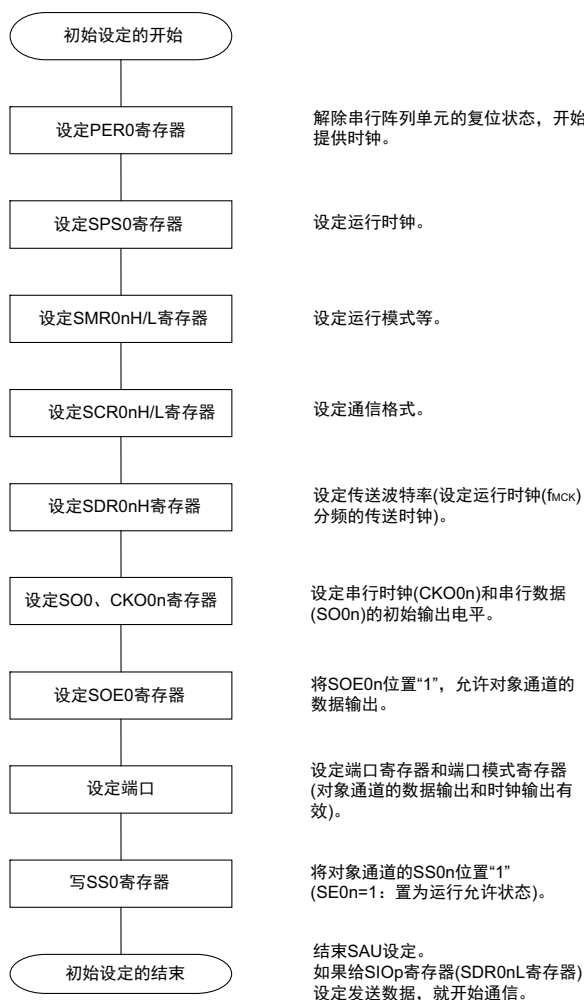 初始设定的开始
设定PER0寄存器
解除串行阵列单元的复位状态，开始
提供时钟。
设定SPS0寄存器
设定运行时钟。
设定SMR0nH/L寄存器
设定运行模式等。
设定SCR0nH/L寄存器
设定通信格式。
设定SDR0nH寄存器
设定传送波特率(设定运行时钟(fMCK)
分频的传送时钟)。
设定SO0、CKO0n寄存器
设定串行时钟(CKO0n)和串行数据
(SO0n)的初始输出电平。
设定SOE0寄存器
将SOE0n位置“1”，允许对象通道的
数据输出。
设定端口
设定端口寄存器和端口模式寄存器
(对象通道的数据输出和时钟输出有
效)。
写SS0寄存器
将对象通道的SS0n位置“1”
(SE0n=1：置为运行允许状态)。
初始设定的结束
结束SAU设定。
如果给SIOp寄存器(SDR0nL寄存器)
设定发送数据，就开始通信。